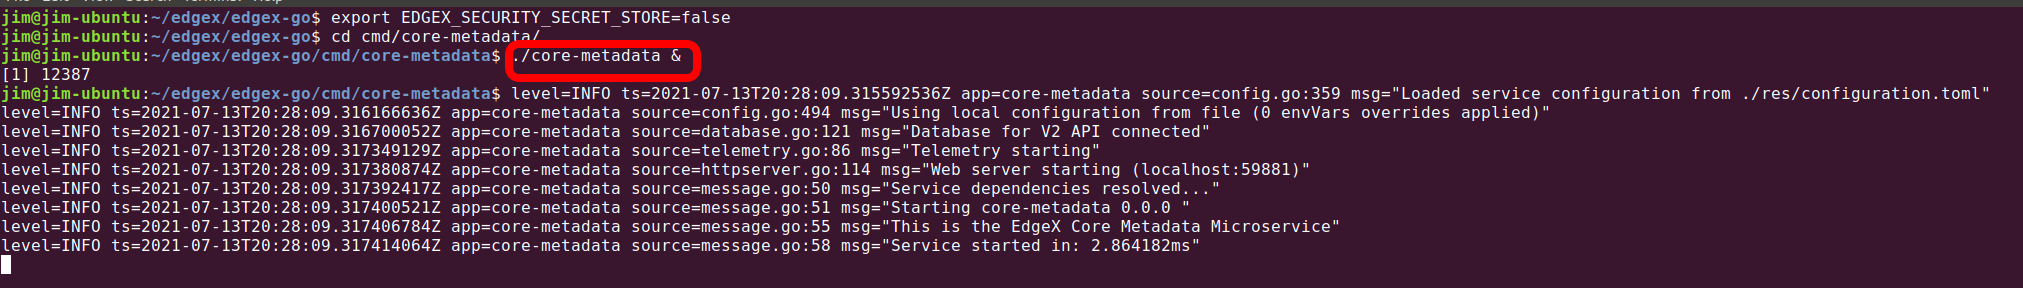 jim@jim-ubuntu:~/edgex/edgex-go$ export EDGEX_SECURITY_SECRET_STORE=false
jim@jim-ubuntu:~/edgex/edgex-go$ cd cmd/core-metadata/
jim@jim-ubuntu:~/edgex/edgex-go/cmd/core-metadata$ ./core-metadata &
[1] 12387
jim@jim-ubuntu:~/edgex/edgex-go/cmd/core-metadata$ level=INFO ts=2021-07-13T20:28:09.315592536Z app=core-metadata source=config.go:359 msg="Loaded service configuration from ./res/configuration.toml"
level=INFO ts=2021-07-13T20:28:09.316166636Z app=core-metadata source=config.go:494 msg="Using local configuration from file (0 envVars overrides applied)"
level=INFO ts=2021-07-13T20:28:09.316700052Z app=core-metadata source=database.go:121 msg="Database for V2 API connected"
level=INFO ts=2021-07-13T20:28:09.317349129Z app=core-metadata source=telemetry.go:86 msg="Telemetry starting"
level=INFO ts=2021-07-13T20:28:09.317380874Z app=core-metadata source=httpserver.go:114 msg="Web server starting (localhost:59881)"
level=INFO ts=2021-07-13T20:28:09.317392417Z app=core-metadata source=message.go:50 msg="Service dependencies resolved..."
level=INFO ts=2021-07-13T20:28:09.317400521Z app=core-metadata source=message.go:51 msg="Starting core-metadata 0.0.0 "
level=INFO ts=2021-07-13T20:28:09.317406784Z app=core-metadata source=message.go:55 msg="This is the EdgeX Core Metadata Microservice"
level=INFO ts=2021-07-13T20:28:09.317414064Z app=core-metadata source=message.go:58 msg="Service started in: 2.864182ms"